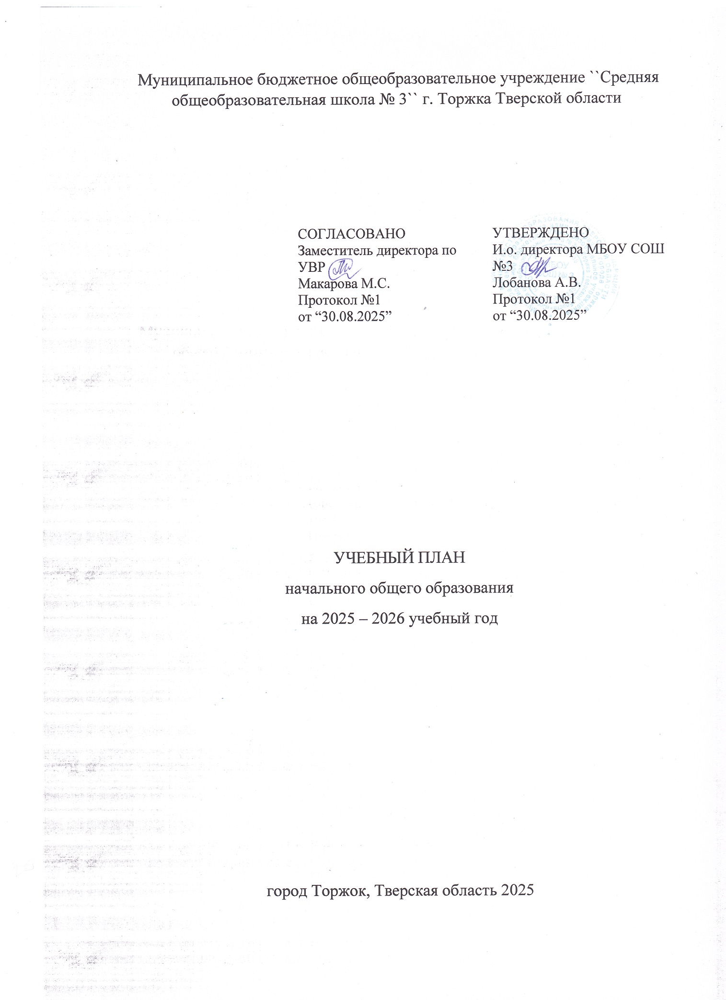 Муниципальное бюджетное общеобразовательное учреждение ``Средняя
общеобразовательная школа № 3`` г. Торжка Тверской области
СОГЛАСОВАНО
Заместитель директора по
УВР
Макарова М.С.
Протокол №1
от “30.08.2025”
УТВЕРЖДЕНО
И.о. директора МБОУ СОШ
№3
Лобанова А.В.
Протокол №1
от “30.08.2025”
УЧЕБНЫЙ ПЛАН
начального общего образования
на 2025 – 2026 учебный год
город Торжок, Тверская область 2025